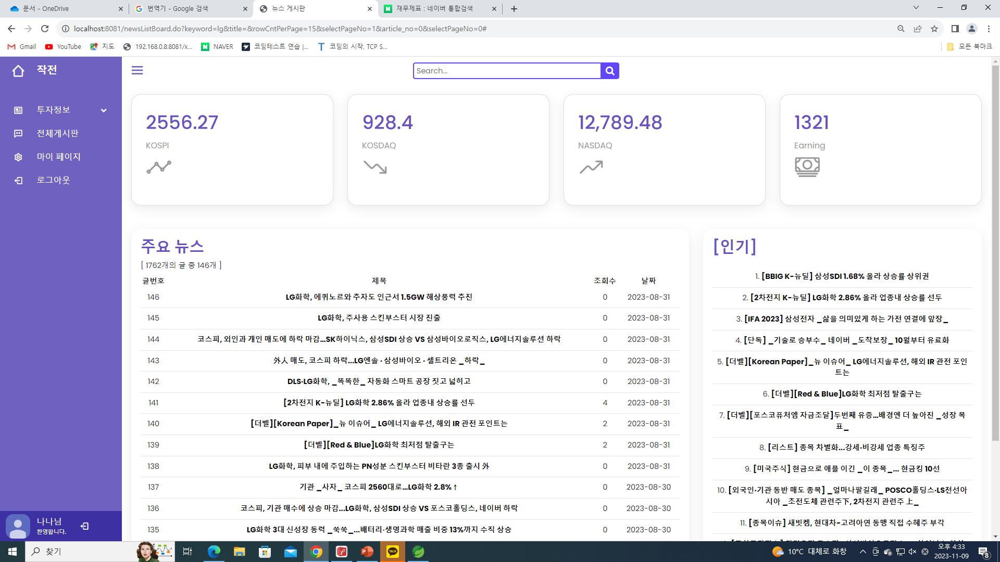 문서 - OneDrive
번역기 - Google 검색
뉴스 게시판
재무제표 : 네이버 통합검색
localhost:8081/newsListBoard.do?keyword=lg&title=&rowCntPerPage=15&selectPageNo=1&article_no=0&selectPageNo=0#
Gmail
YouTube
지도
192.168.0.8:8081/x...
NAVER
코딩테스트 연습 |...
코딩의 시작, TCP S...
모든 북마크
작전
투자정보
전체게시판
마이 페이지
로그아웃
나나님
환영합니다.
Search...
2556.27
KOSPI
928.4
KOSDAQ
12,789.48
NASDAQ
1321
Earning
주요 뉴스
[ 1762개의 글 중 146개 ]
글번호 제목 조회수 날짜
146 LG화학, 에퀴노르와 추자도 인근서 1.5GW 해상풍력 추진 0 2023-08-31
145 LG화학, 주사용 스킨부스터 시장 진출 0 2023-08-31
144 코스피, 외인과 개인 매도에 하락 마감...SK하이닉스, 삼성SDI 상승 VS 삼성바이오로직스, LG에너지솔루션 하락 0 2023-08-31
143 外人 매도, 코스피 하락...LG엔솔·삼성바이오·셀트리온 _하락_ 0 2023-08-31
142 DLS·LG화학, _똑똑한_ 자동화 스마트 공장 짓고 넓히고 0 2023-08-31
141 [2차전지 K-뉴딜] LG화학 2.86% 올라 업종내 상승률 선두 4 2023-08-31
140 [더벨][Korean Paper]_뉴 이슈어_ LG에너지솔루션, 해외 IR 관전 포인트는 2 2023-08-31
139 [더벨][Red & Blue]LG화학 최저점 탈출구는 2 2023-08-31
138 LG화학, 피부 내에 주입하는 PN성분 스킨부스터 비타란 3종 출시 外 0 2023-08-31
137 기관 _사자_ 코스피 2560대로...LG화학 2.8%↑ 0 2023-08-30
136 코스피, 기관 매수에 상승 마감...LG화학, 삼성SDI 상승 VS 포스코홀딩스, 네이버 하락 0 2023-08-30
135 LG화학 3대 신성장 동력 _쑥쑥_...배터리·생명과학 매출 비중 13%까지 수직 상승 0 2023-08-30
[인기]
1. [BBIG K-뉴딜] 삼성SDI 1.68% 올라 상승률 상위권
2. [2차전지 K-뉴딜] LG화학 2.86% 올라 업종내 상승률 선두
3. [IFA 2023] 삼성전자 _삶을 의미있게 하는 가전 연결에 앞장_
4. [단독] _기술로 승부수_ 네이버 _도착보장_ 10월부터 유료화
5. [더벨][Korean Paper]_뉴 이슈어_ LG에너지솔루션, 해외 IR 관전 포인
트는
6. [더벨][Red & Blue]LG화학 최저점 탈출구는
7. [더벨][포스코퓨처엠 자금조달]두번째 유증...배경엔 더 높아진 _성장 목
표_
8. [리스트] 종목 차별화...강세·비강세 업종 특징주
9. [미국주식] 현금으로 애플 이긴 _이 종목_... 현금킹 10선
10. [외국인·기관 동반 매도 종목] _얼마나팔길래_ POSCO홀딩스·LS전선아
시아 _초전도체 관련주下, 2차전지 관련주 上_
11. [종목이슈] 새빗켐, 현대차-고려아연 동맹 직접 수혜주 부각
찾기
TALK
10°C 대체로 화창
오후 4:33
2023-11-09
8